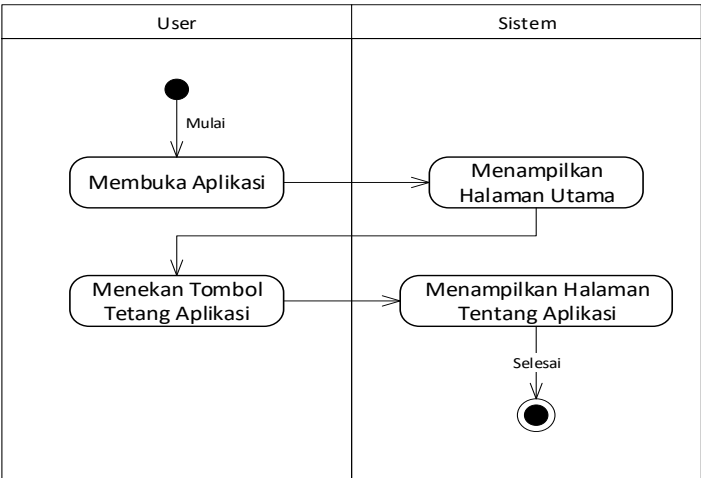 User
Sistem
Mulai
Membuka Aplikasi
Menampilkan
Halaman Utama
Menekan Tombol
Tetang Aplikasi
Menampilkan Halaman
Tentang Aplikasi
Selesai